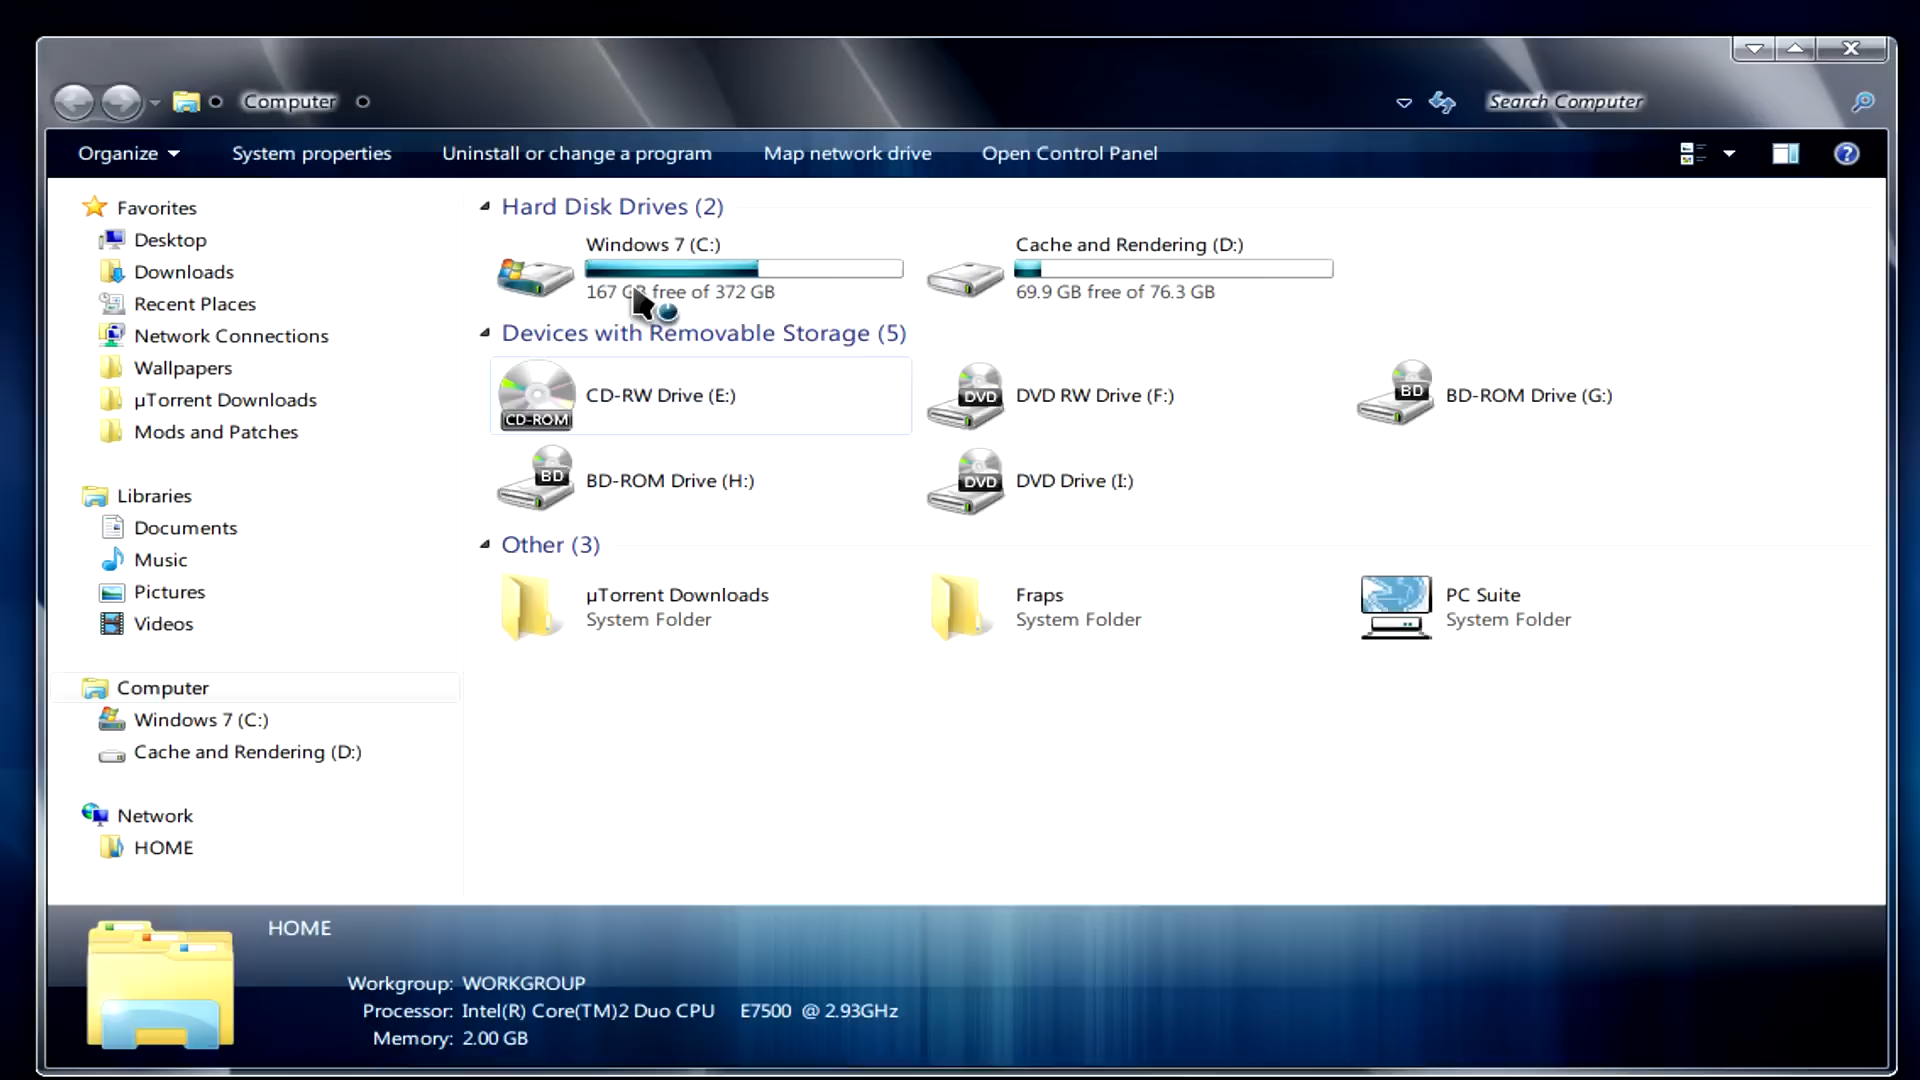 Computer
Search Computer
Organize
System properties
Uninstall or change a program
Map network drive
Open Control Panel
Favorites
Desktop
Downloads
Recent Places
Network Connections
Wallpapers
µTorrent Downloads
Mods and Patches
Libraries
Documents
Music
Pictures
Videos
Computer
Windows 7 (C:)
Cache and Rendering (D:)
Network
HOME
Hard Disk Drives (2)
Windows 7 (C:)
167 GB free of 372 GB
Cache and Rendering (D:)
69.9 GB free of 76.3 GB
Devices with Removable Storage (5)
CD-ROM
CD-RW Drive (E:)
DVD
DVD RW Drive (F:)
BD
BD-ROM Drive (G:)
BD
BD-ROM Drive (H:)
DVD
DVD Drive (I:)
Other (3)
µTorrent Downloads
System Folder
Fraps
System Folder
PC Suite
System Folder
HOME
Workgroup: WORKGROUP
Processor: Intel(R) Core(TM)2 Duo CPU E7500 @ 2.93GHz
Memory: 2.00 GB